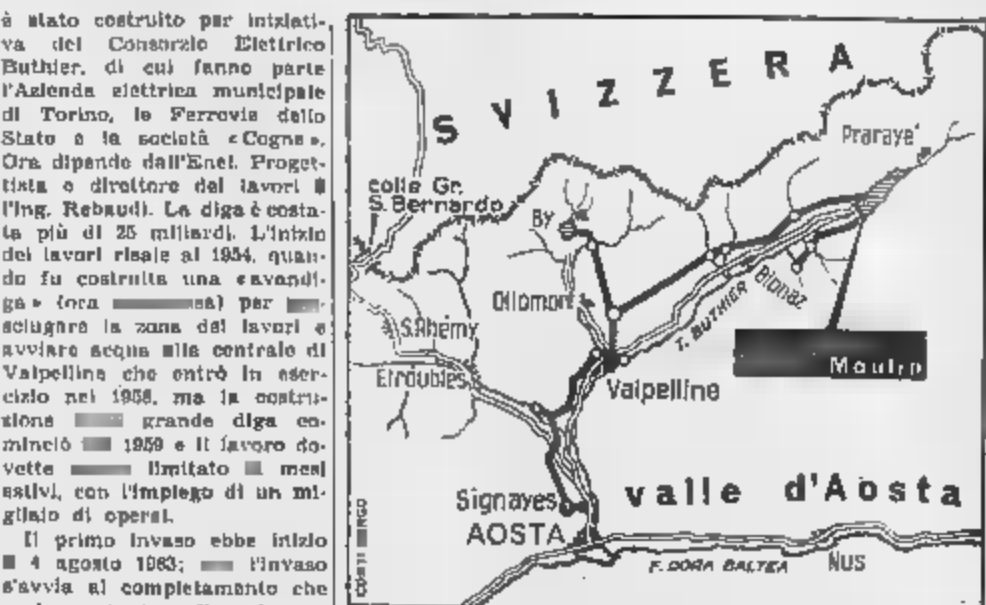 è stato costruito per iniziati-
va del Consorzio Elettrico
Buthier, di cui fanno parte
l'Azienda elettrica municipale
di Torino, le Ferrovie dello
Stato e la società «Cogne».
Ora dipende dall'Enel. Proget-
tista e direttore dei lavori
l'ing. Rebaudi. La diga è costa-
ta più di 25 miliardi. L'inizio
dei lavori risale al 1954, quan-
do fu costruita una «avandi-
ga» (ora per
sciugare la zona dei lavori e
avviare acqua alla centrale di
Valpelline che entrò in eser-
cizio nel 1958, ma la costru-
zione grande diga co-
minciò 1959 e il lavoro do-
vette limitato mesi
estivi, con l'impiego di un mi-
gliaio di operai.
Il primo invaso ebbe inizio
4 agosto 1963; l'invaso
s'avvia al completamento che
SVIZZERA
Prarayé
colle Gr.
S. Bernardo
By
Ollomont
T. BUTHIER
Bionaz
S. Rhémy
Etroubles
Valpelline
Signayes
AOSTA
valle d'Aosta
F. DORA BALTEA
Nus